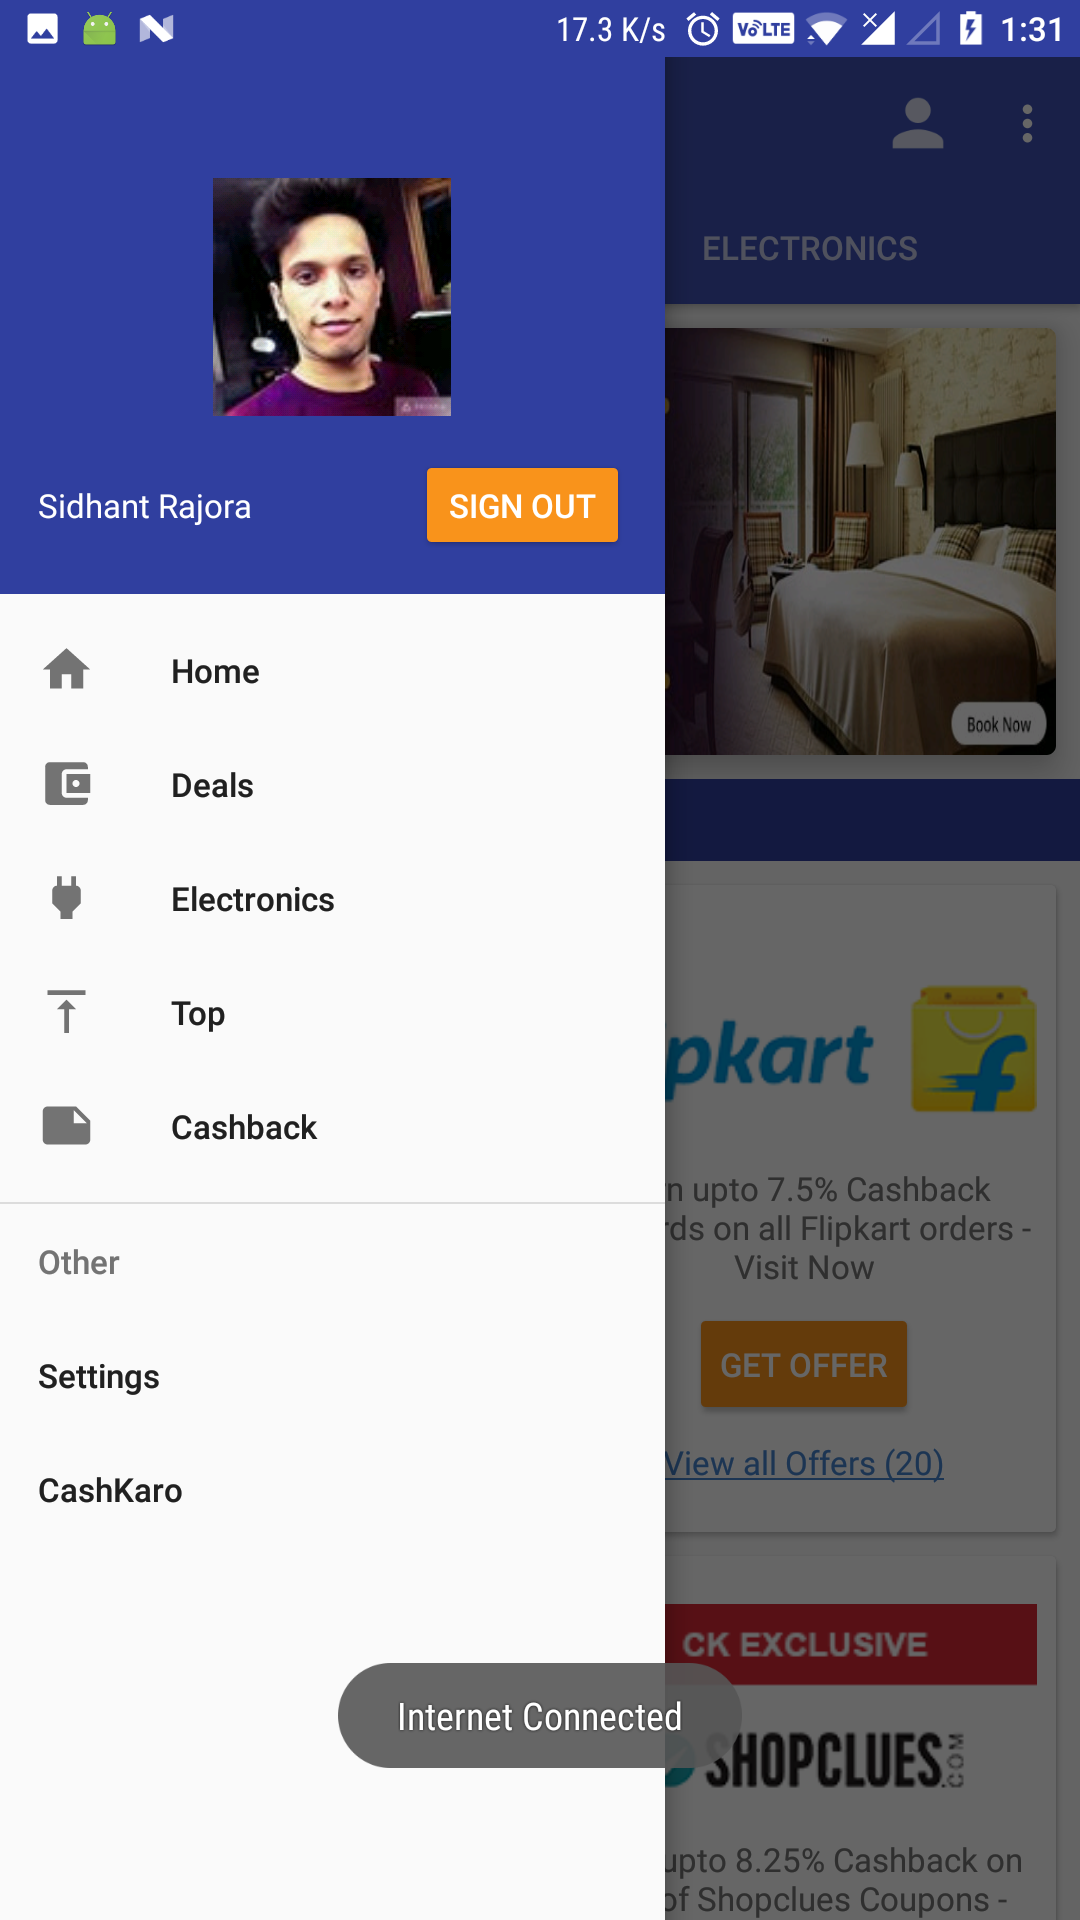 17.3 K/s VoLTE 1:31
ELECTRONICS
Sidhant Rajora
SIGN OUT
Book Now
Home
Deals
Electronics
Top
Cashback
Other
Settings
CashKaro
pkart
upto 7.5% Cashback
on all Flipkart orders -
Visit Now
GET OFFER
View all Offers (20)
CK EXCLUSIVE
Internet Connected
SHOPCLUES.COM
upto 8.25% Cashback on
of Shopclues Coupons -